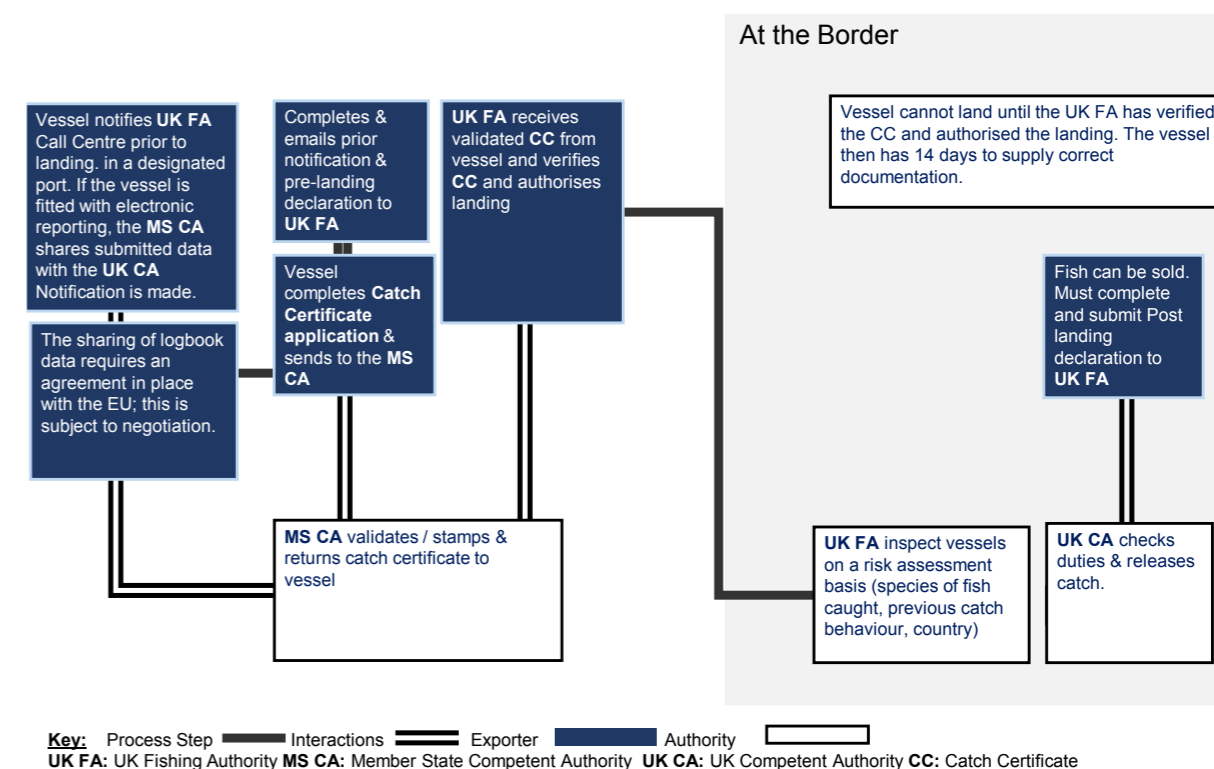 At the Border
Vessel notifies UK FA
Call Centre prior to
landing. in a designated
port. If the vessel is
fitted with electronic
reporting, the MS CA
shares submitted data
with the UK CA
Notification is made.
The sharing of logbook
data requires an
agreement in place
with the EU; this is
subject to negotiation.
Completes &
emails prior
notification &
pre-landing
declaration to
UK FA
Vessel
completes Catch
Certificate
application &
sends to the MS
CA
UK FA receives
validated CC from
vessel and verifies
CC and authorises
landing
MS CA validates / stamps &
returns catch certificate to
vessel
Vessel cannot land until the UK FA has verified
the CC and authorised the landing. The vessel
then has 14 days to supply correct
documentation.
UK FA inspect vessels
on a risk assessment
basis (species of fish
caught, previous catch
behaviour, country)
Fish can be sold.
Must complete
and submit Post
landing
declaration to
UK FA
UK CA checks
duties & releases
catch.
Key: Process Step Interactions Exporter Authority
UK FA: UK Fishing Authority MS CA: Member State Competent Authority UK CA: UK Competent Authority CC: Catch Certificate